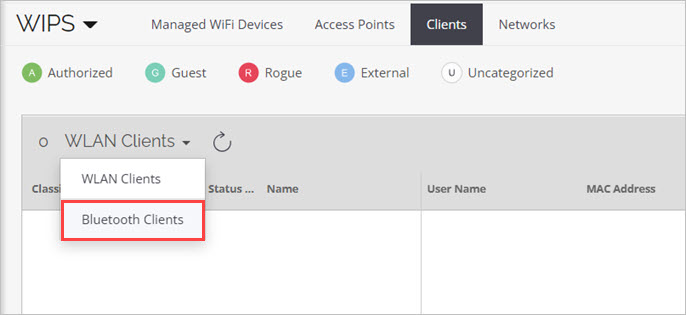 WIPS Managed WiFi Devices Access Points Clients Networks
A Authorized G Guest R Rogue E External U Uncategorized
0 WLAN Clients
WLAN Clients
Status ... Name User Name MAC Address
Bluetooth Clients